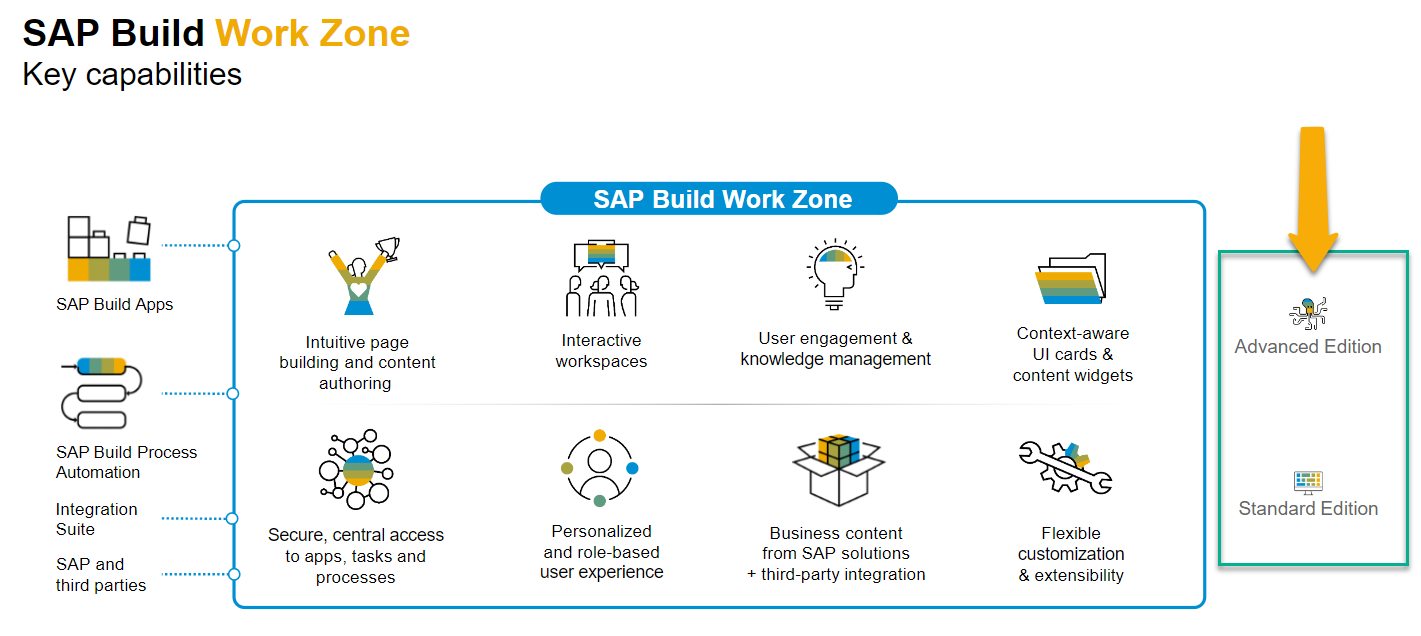 SAP Build Work Zone
Key capabilities
SAP Build Work Zone
SAP Build Apps
SAP Build Process
Automation
Integration
Suite
SAP and
third parties
Intuitive page
building and content
authoring
Interactive
workspaces
User engagement &
knowledge management
Context-aware
UI cards &
content widgets
Secure, central access
to apps, tasks and
processes
Personalized
and role-based
user experience
Business content
from SAP solutions
+ third-party integration
Flexible
customization
& extensibility
Advanced Edition
Standard Edition